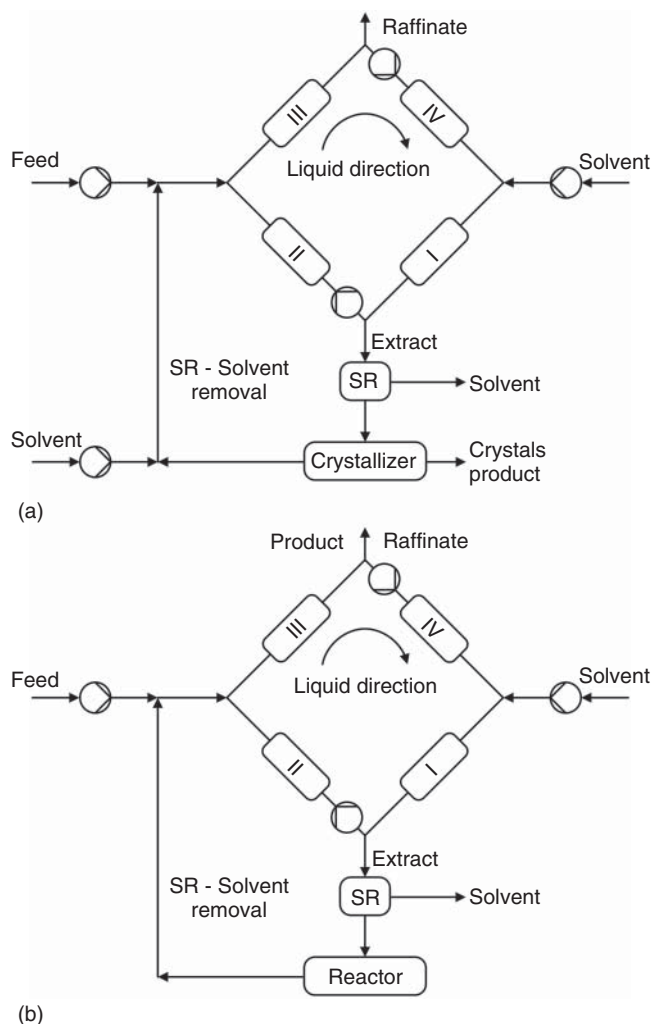 Raffinate
III
IV
Feed
Liquid direction
Solvent
II
I
Extract
SR - Solvent
removal
SR
Solvent
Solvent
Crystallizer
Crystals
product
(a)
Product
Raffinate
III
IV
Feed
Liquid direction
Solvent
II
I
Extract
SR - Solvent
removal
SR
Solvent
Reactor
(b)